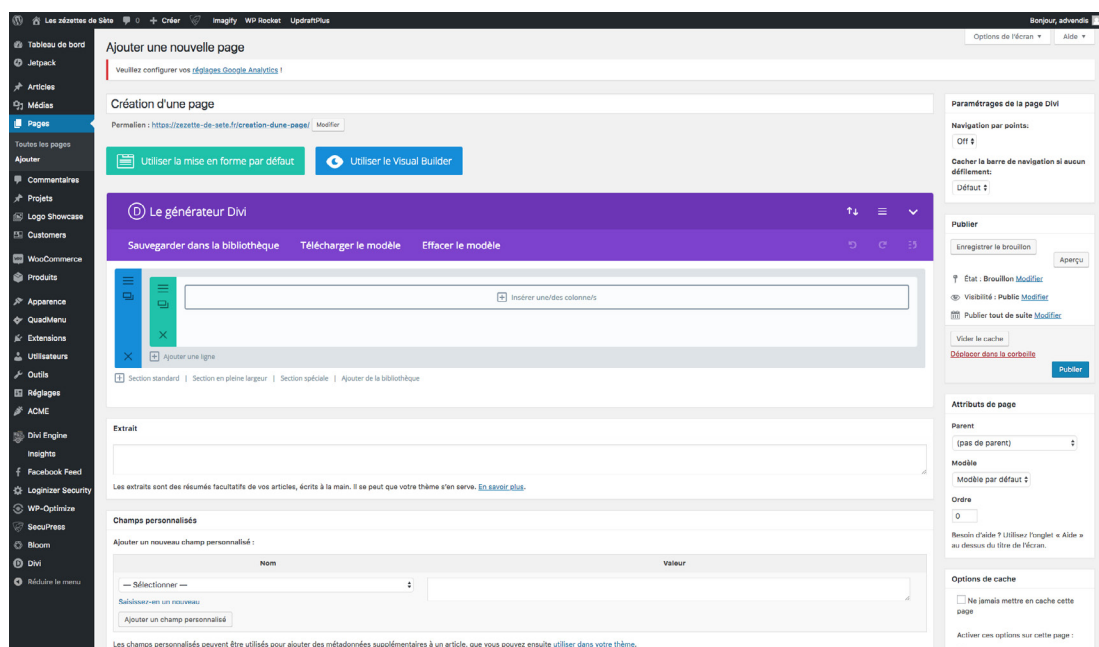 Les zézettes de Sète 0 + Créer Imagify WP Rocket UpdraftPlus Bonjour, advendis
Options de l'écran ▾ Aide ▾
Tableau de bord
Jetpack
Articles
Médias
Pages
Toutes les pages
Ajouter
Commentaires
Projets
Logo Showcase
Customers
WooCommerce
Produits
Apparence
QuadMenu
Extensions
Utilisateurs
Outils
Réglages
ACME
Divi Engine
Insights
Facebook Feed
Loginizer Security
WP-Optimize
SecuPress
Bloom
Divi
Réduire le menu
Ajouter une nouvelle page
Veuillez configurer vos réglages Google Analytics !
Création d'une page
Permalien : https://zezette-de-sete.fr/creation-dune-page/ Modifier
Utiliser la mise en forme par défaut Utiliser le Visual Builder
D Le générateur Divi
Sauvegarder dans la bibliothèque Télécharger le modèle Effacer le modèle
Insérer une/des colonne/s
Ajouter une ligne
Section standard | Section en pleine largeur | Section spéciale | Ajouter de la bibliothèque
Extrait
Les extraits sont des résumés facultatifs de vos articles, écrits à la main. Il se peut que votre thème s'en serve. En savoir plus.
Champs personnalisés
Ajouter un nouveau champ personnalisé :
Nom Valeur
— Sélectionner —
Saisissez-en un nouveau
Ajouter un champ personnalisé
Les champs personnalisés peuvent être utilisés pour ajouter des métadonnées supplémentaires à un article, que vous pouvez ensuite utiliser dans votre thème.
Paramétrages de la page Divi
Navigation par points:
Off
Cacher la barre de navigation si aucun
défilement:
Défaut
Publier
Enregistrer le brouillon
Aperçu
État : Brouillon Modifier
Visibilité : Public Modifier
Publier tout de suite Modifier
Vider le cache
Déplacer dans la corbeille
Publier
Attributs de page
Parent
(pas de parent)
Modèle
Modèle par défaut
Ordre
0
Besoin d'aide ? Utilisez l'onglet « Aide »
au dessus du titre de l'écran.
Options de cache
Ne jamais mettre en cache cette
page
Activer ces options sur cette page :